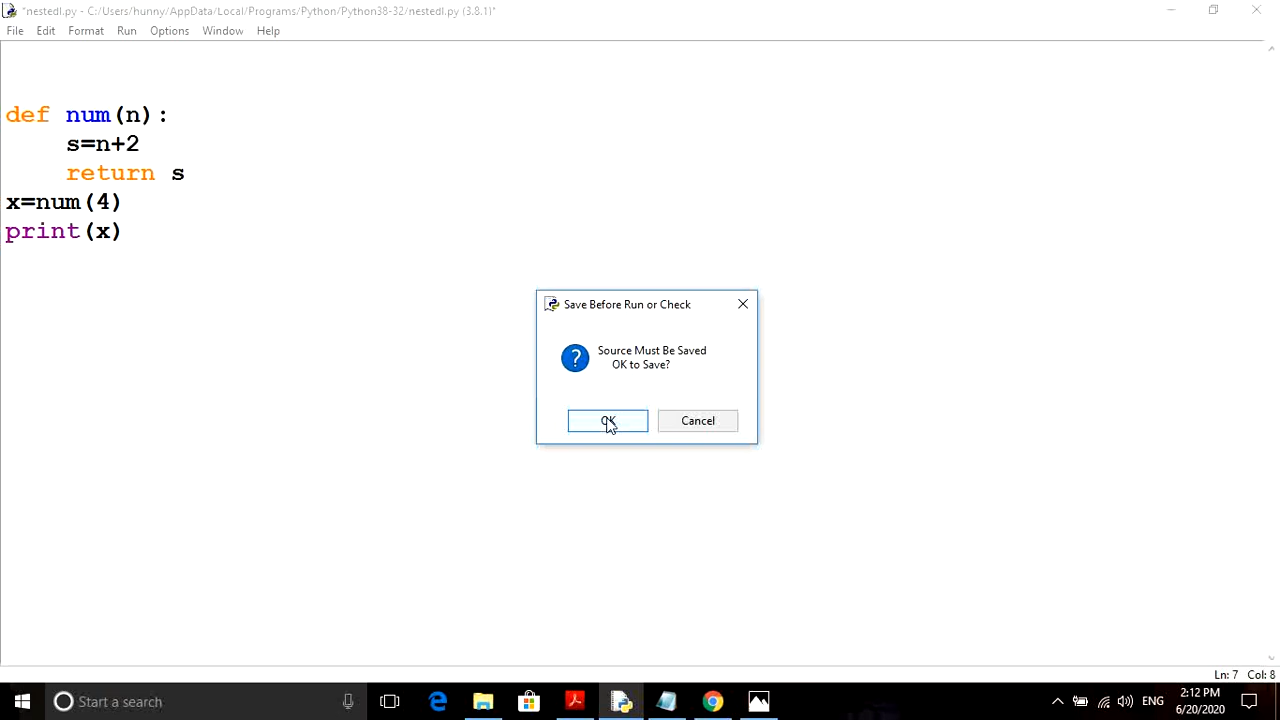 *nestedl.py - C:/Users/hunny/AppData/Local/Programs/Python/Python38-32/nestedl.py (3.8.1)*
File Edit Format Run Options Window Help
def num(n):
    s=n+2
    return s
x=num(4)
print(x)
Save Before Run or Check
Source Must Be Saved
OK to Save?
OK Cancel
Ln: 7 Col: 8
Start a search
ENG
2:12 PM
6/20/2020